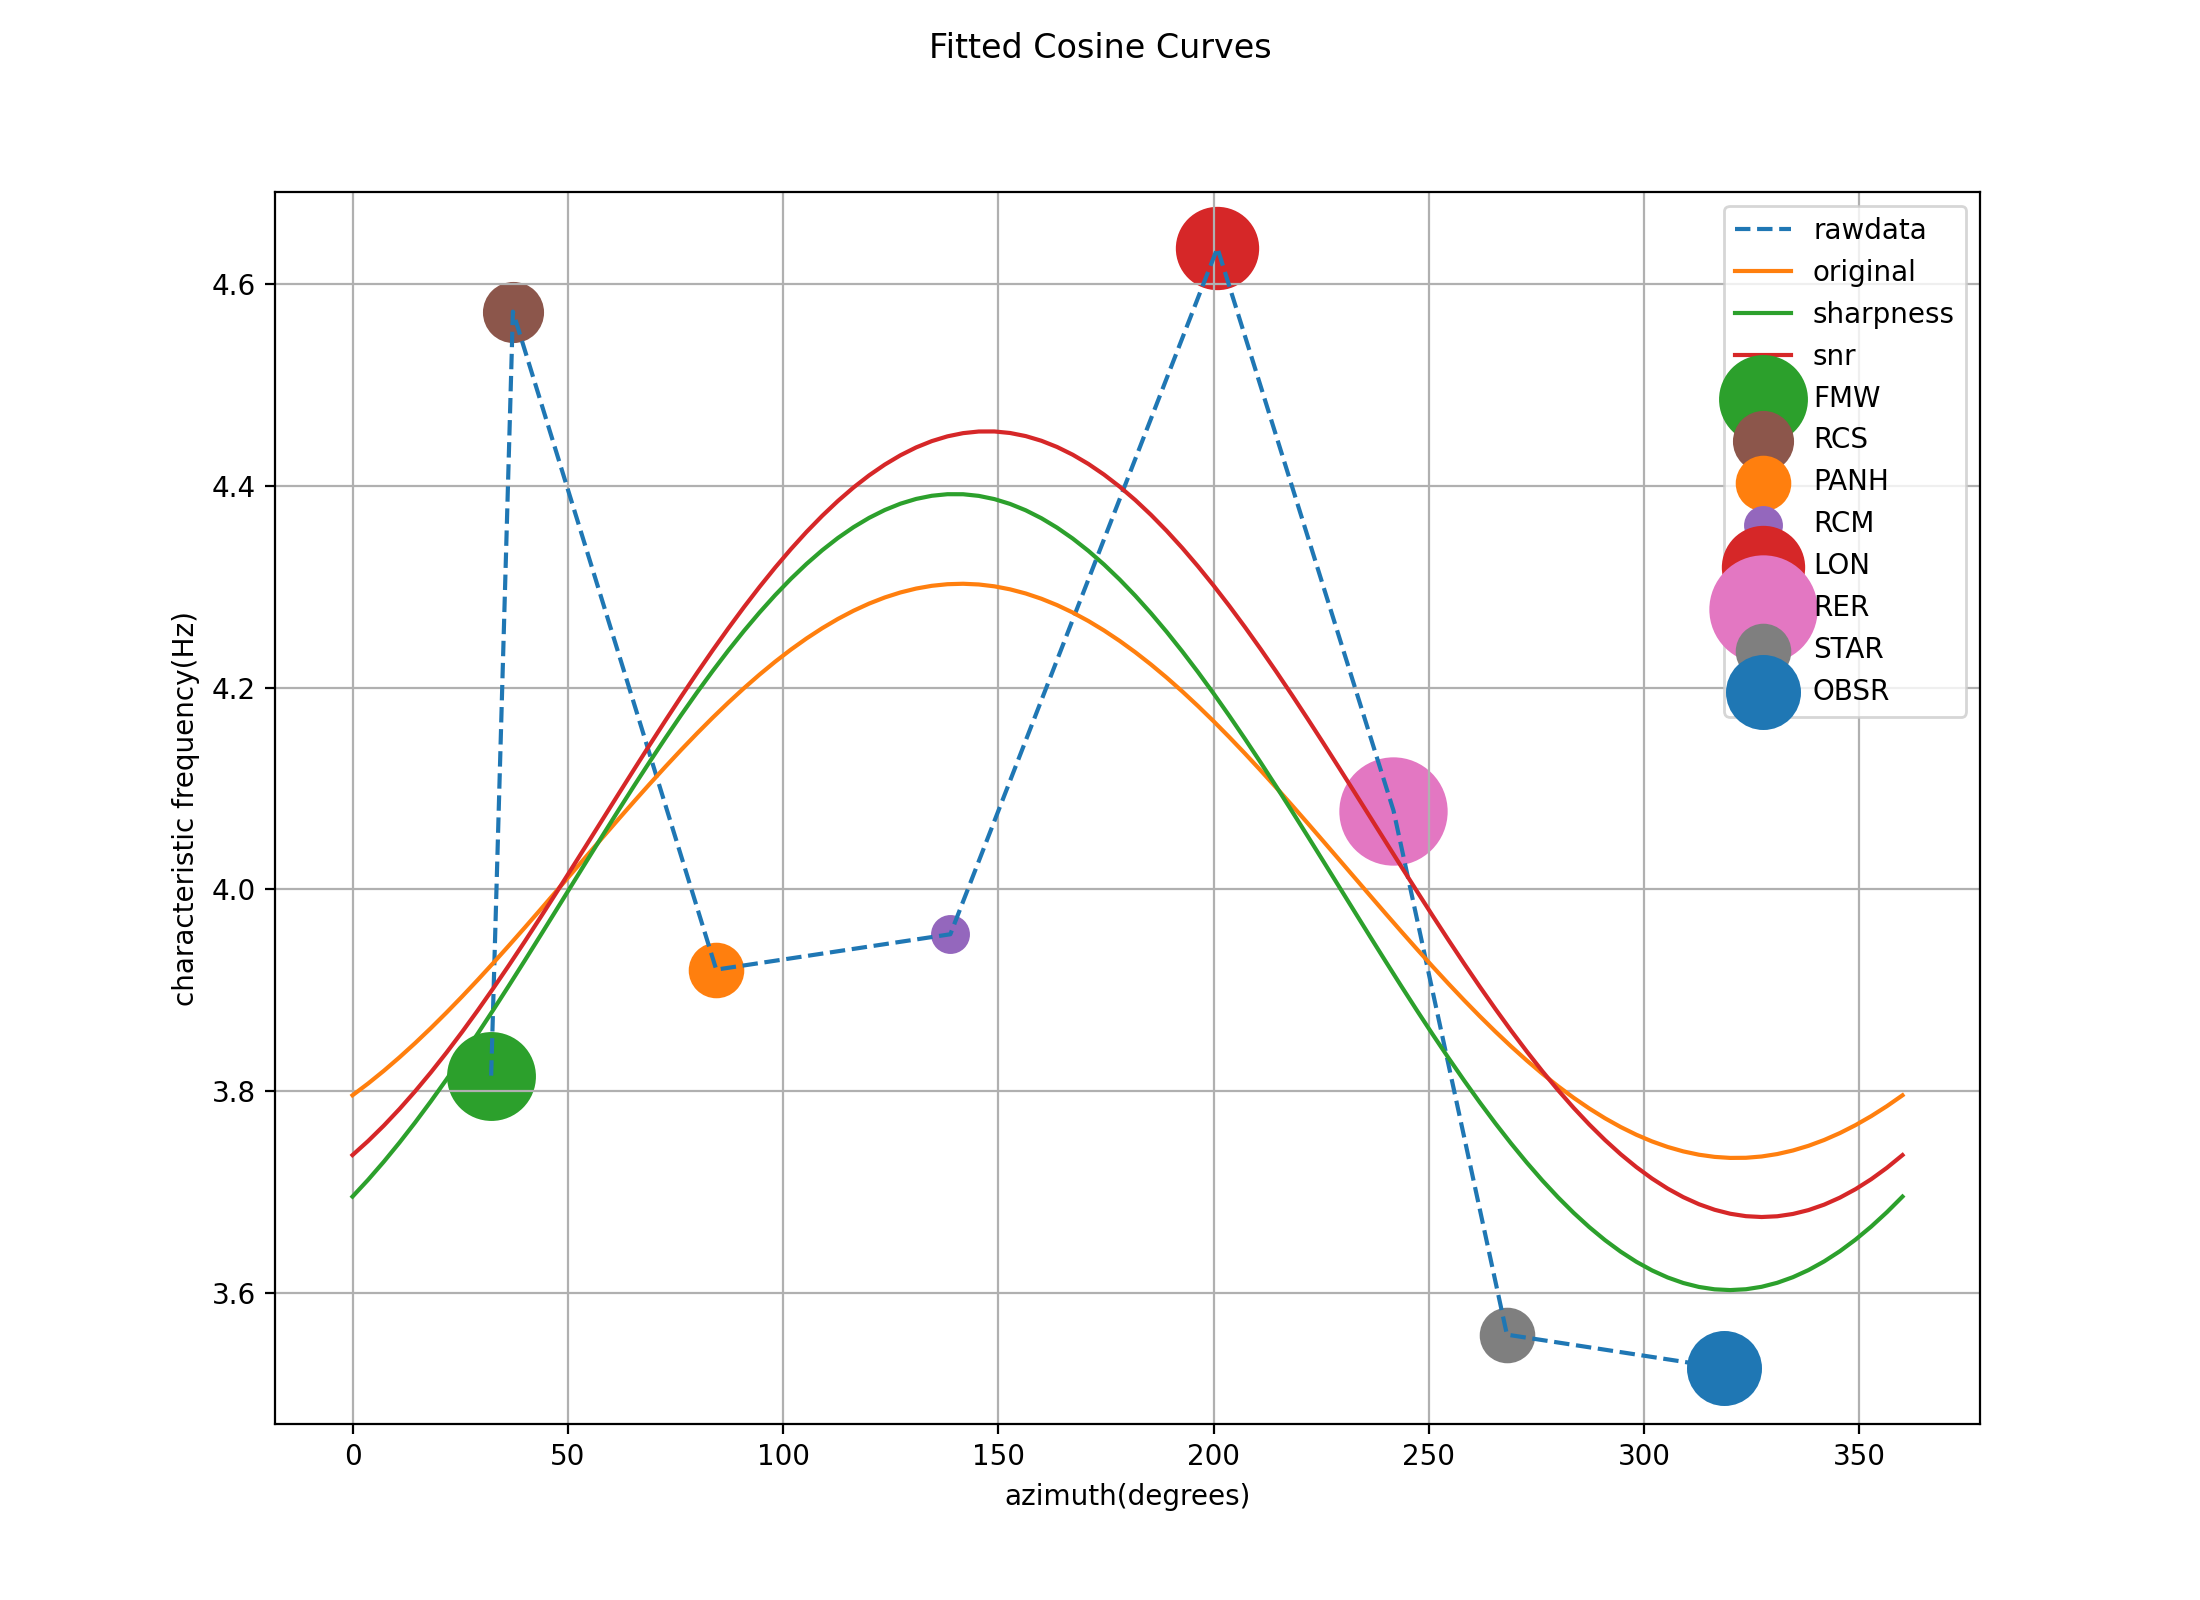 Fitted Cosine Curves
rawdata
original
sharpness
snr
FMW
RCS
PANH
RCM
LON
RER
STAR
OBSR
4.6
4.4
4.2
4.0
3.8
3.6
characteristic frequency(Hz)
0 50 100 150 200 250 300 350
azimuth(degrees)